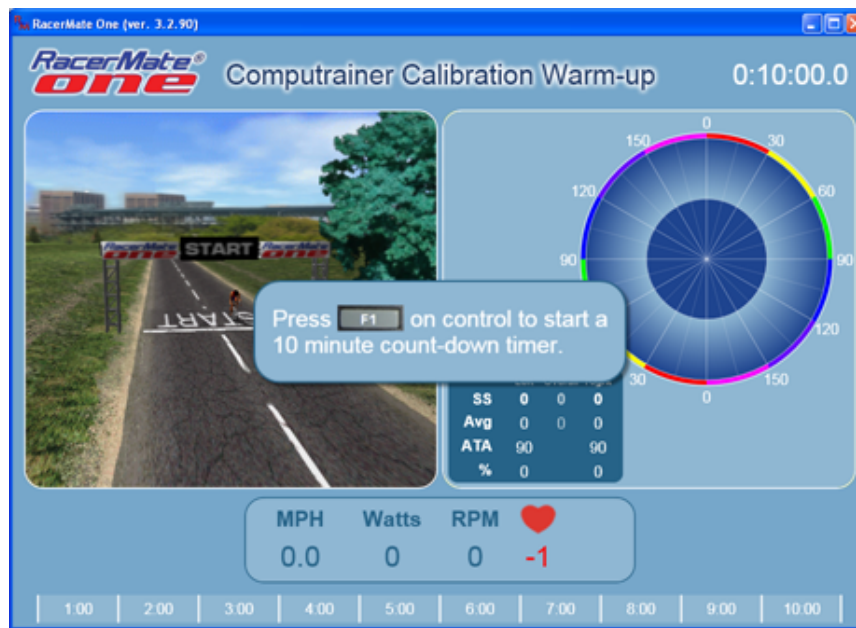 RacerMate One (ver. 3.2.90)
RacerMate®
one
Computrainer Calibration Warm-up
0:10:00.0
RacerMate
one
START
RacerMate
one
START
Press F1 on control to start a
10 minute count-down timer.
0
30
60
90
120
150
0
30
90
120
150
SS 0 0 0
Avg 0 0 0
ATA 90 90
% 0 0
MPH Watts RPM
0.0 0 0 -1
1:00 2:00 3:00 4:00 5:00 6:00 7:00 8:00 9:00 10:00